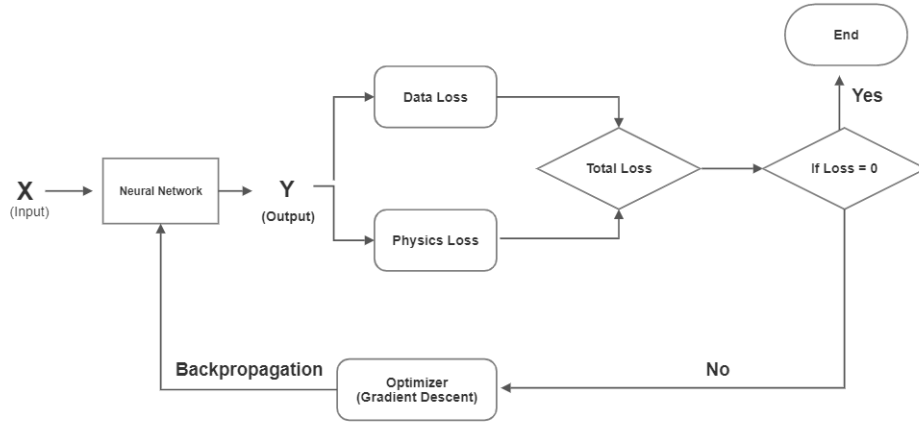 End
Yes
Data Loss
X
(Input)
Neural Network
Y
(Output)
Total Loss
If Loss = 0
Physics Loss
Backpropagation
Optimizer
(Gradient Descent)
No